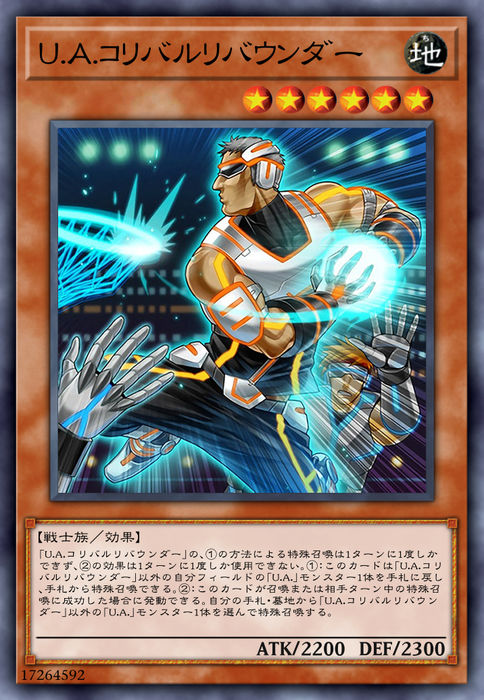 U.A.コリバルリバウンダー
地
【戦士族／効果】
「U.A.コリバルリバウンダー」の、①の方法による特殊召喚は1ターンに1度しか
できず、②の効果は1ターンに1度しか使用できない。①：このカードは「U.A.コリ
バルリバウンダー」以外の自分フィールドの「U.A.」モンスター1体を手札に戻し、
手札から特殊召喚できる。②：このカードが召喚または相手ターン中の特殊召
喚に成功した場合に発動できる。自分の手札・墓地から「U.A.コリバルリバウン
ダー」以外の「U.A.」モンスター1体を選んで特殊召喚する。
ATK/2200 DEF/2300
17264592